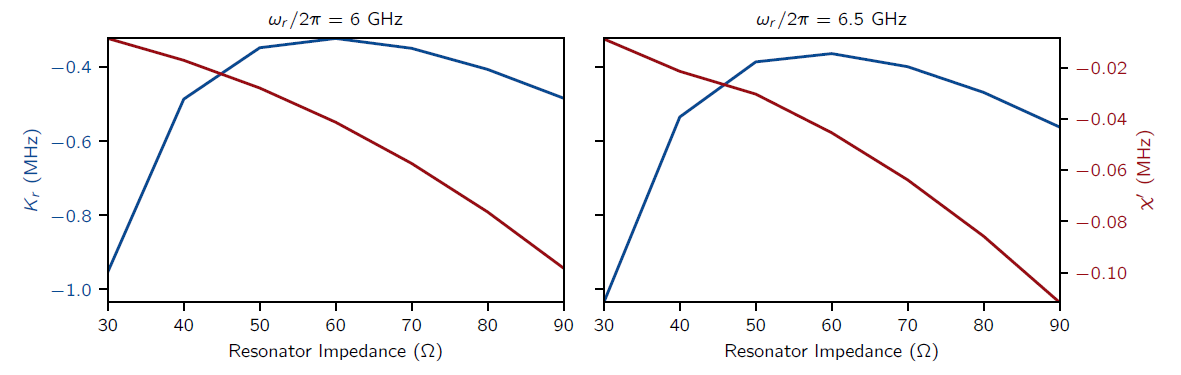 ω_r/2π = 6 GHz
ω_r/2π = 6.5 GHz
K_r (MHz)
−0.4
−0.6
−0.8
−1.0
30 40 50 60 70 80 90
Resonator Impedance (Ω)
30 40 50 60 70 80 90
Resonator Impedance (Ω)
−0.02
−0.04
−0.06
−0.08
−0.10
χ′ (MHz)